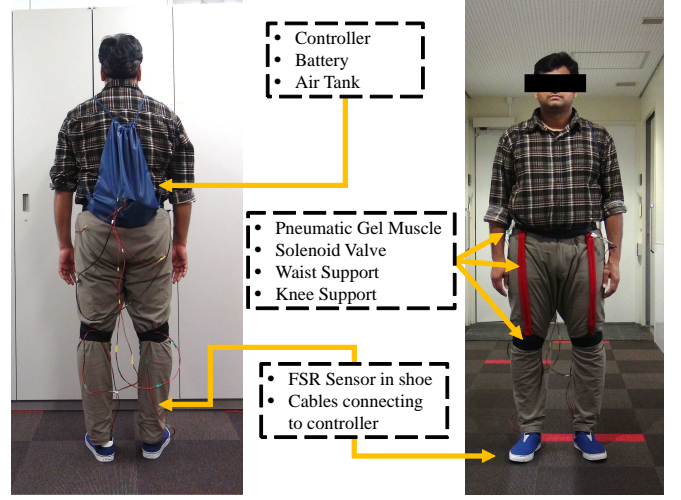 • Controller
• Battery
• Air Tank
• Pneumatic Gel Muscle
• Solenoid Valve
• Waist Support
• Knee Support
• FSR Sensor in shoe
• Cables connecting
to controller